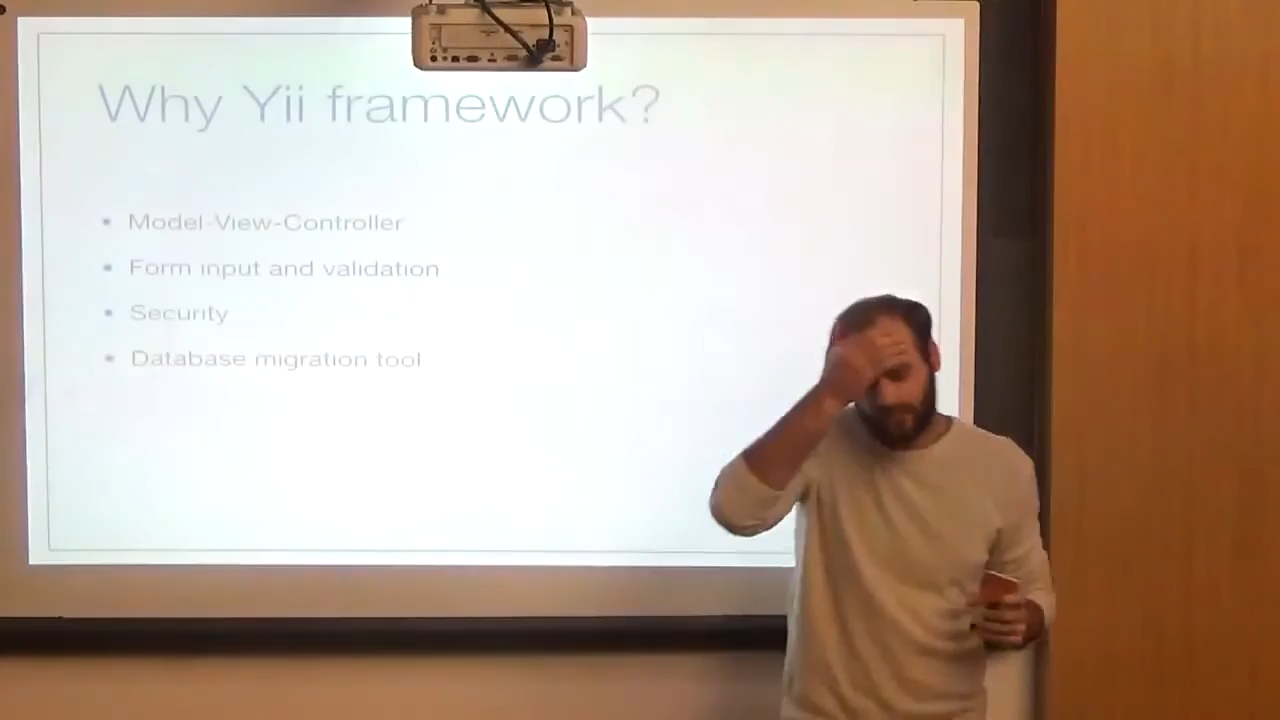 Why Yii framework?
• Model-View-Controller
• Form input and validation
• Security
• Database migration tool